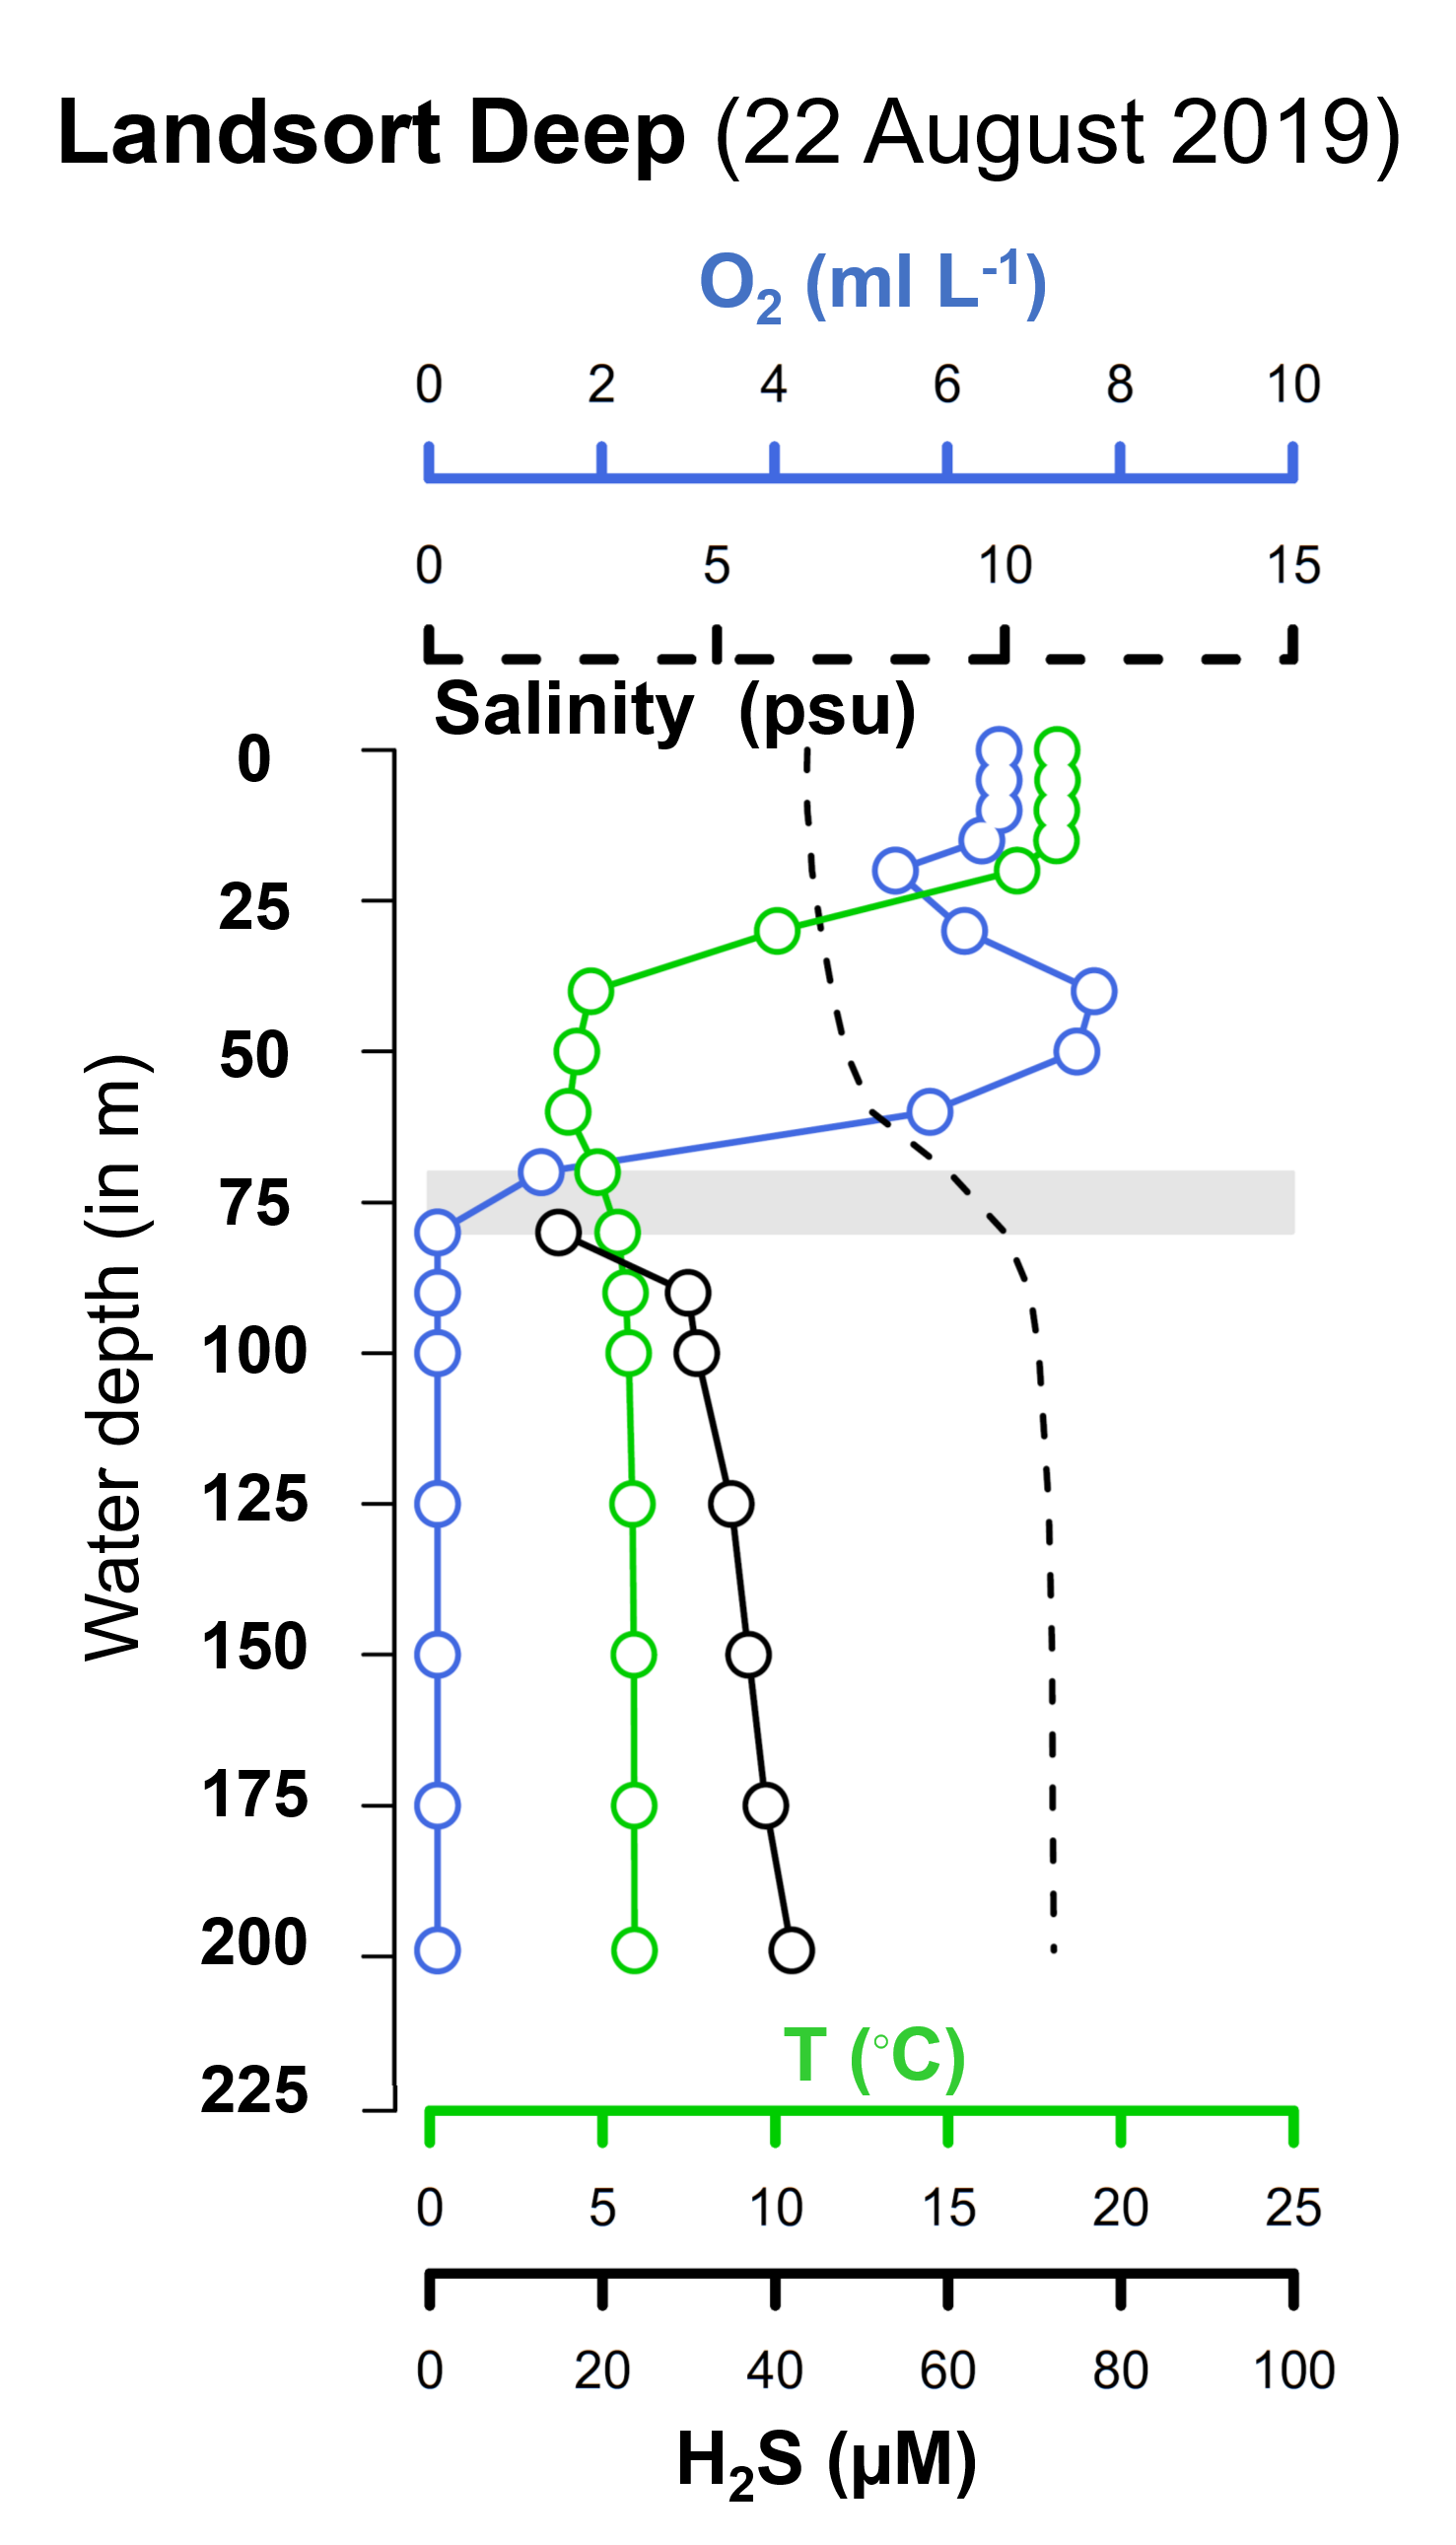 Landsort Deep (22 August 2019)
O₂ (ml L⁻¹)
0 2 4 6 8 10
0 5 10 15
Salinity (psu)
0
25
50
75
100
125
150
175
200
225
Water depth (in m)
T (°C)
0 5 10 15 20 25
0 20 40 60 80 100
H₂S (µM)